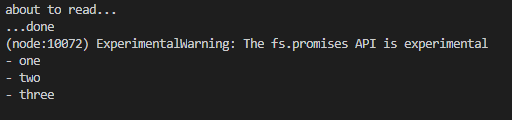 about to read...
...done
(node:10072) ExperimentalWarning: The fs.promises API is experimental
- one
- two
- three